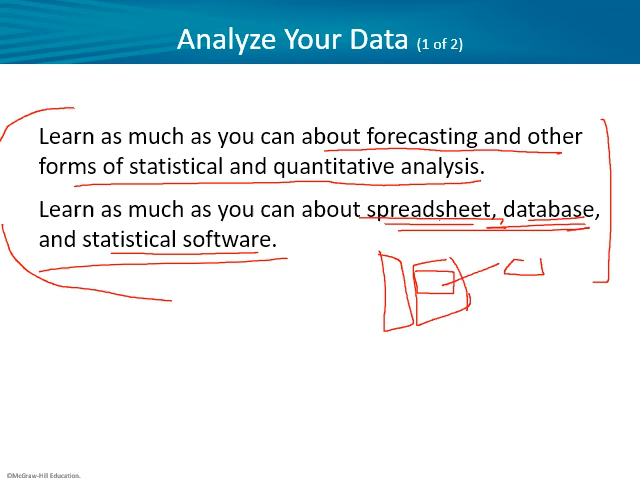 Analyze Your Data (1 of 2)
Learn as much as you can about forecasting and other
forms of statistical and quantitative analysis.
Learn as much as you can about spreadsheet, database,
and statistical software.
©McGraw-Hill Education.